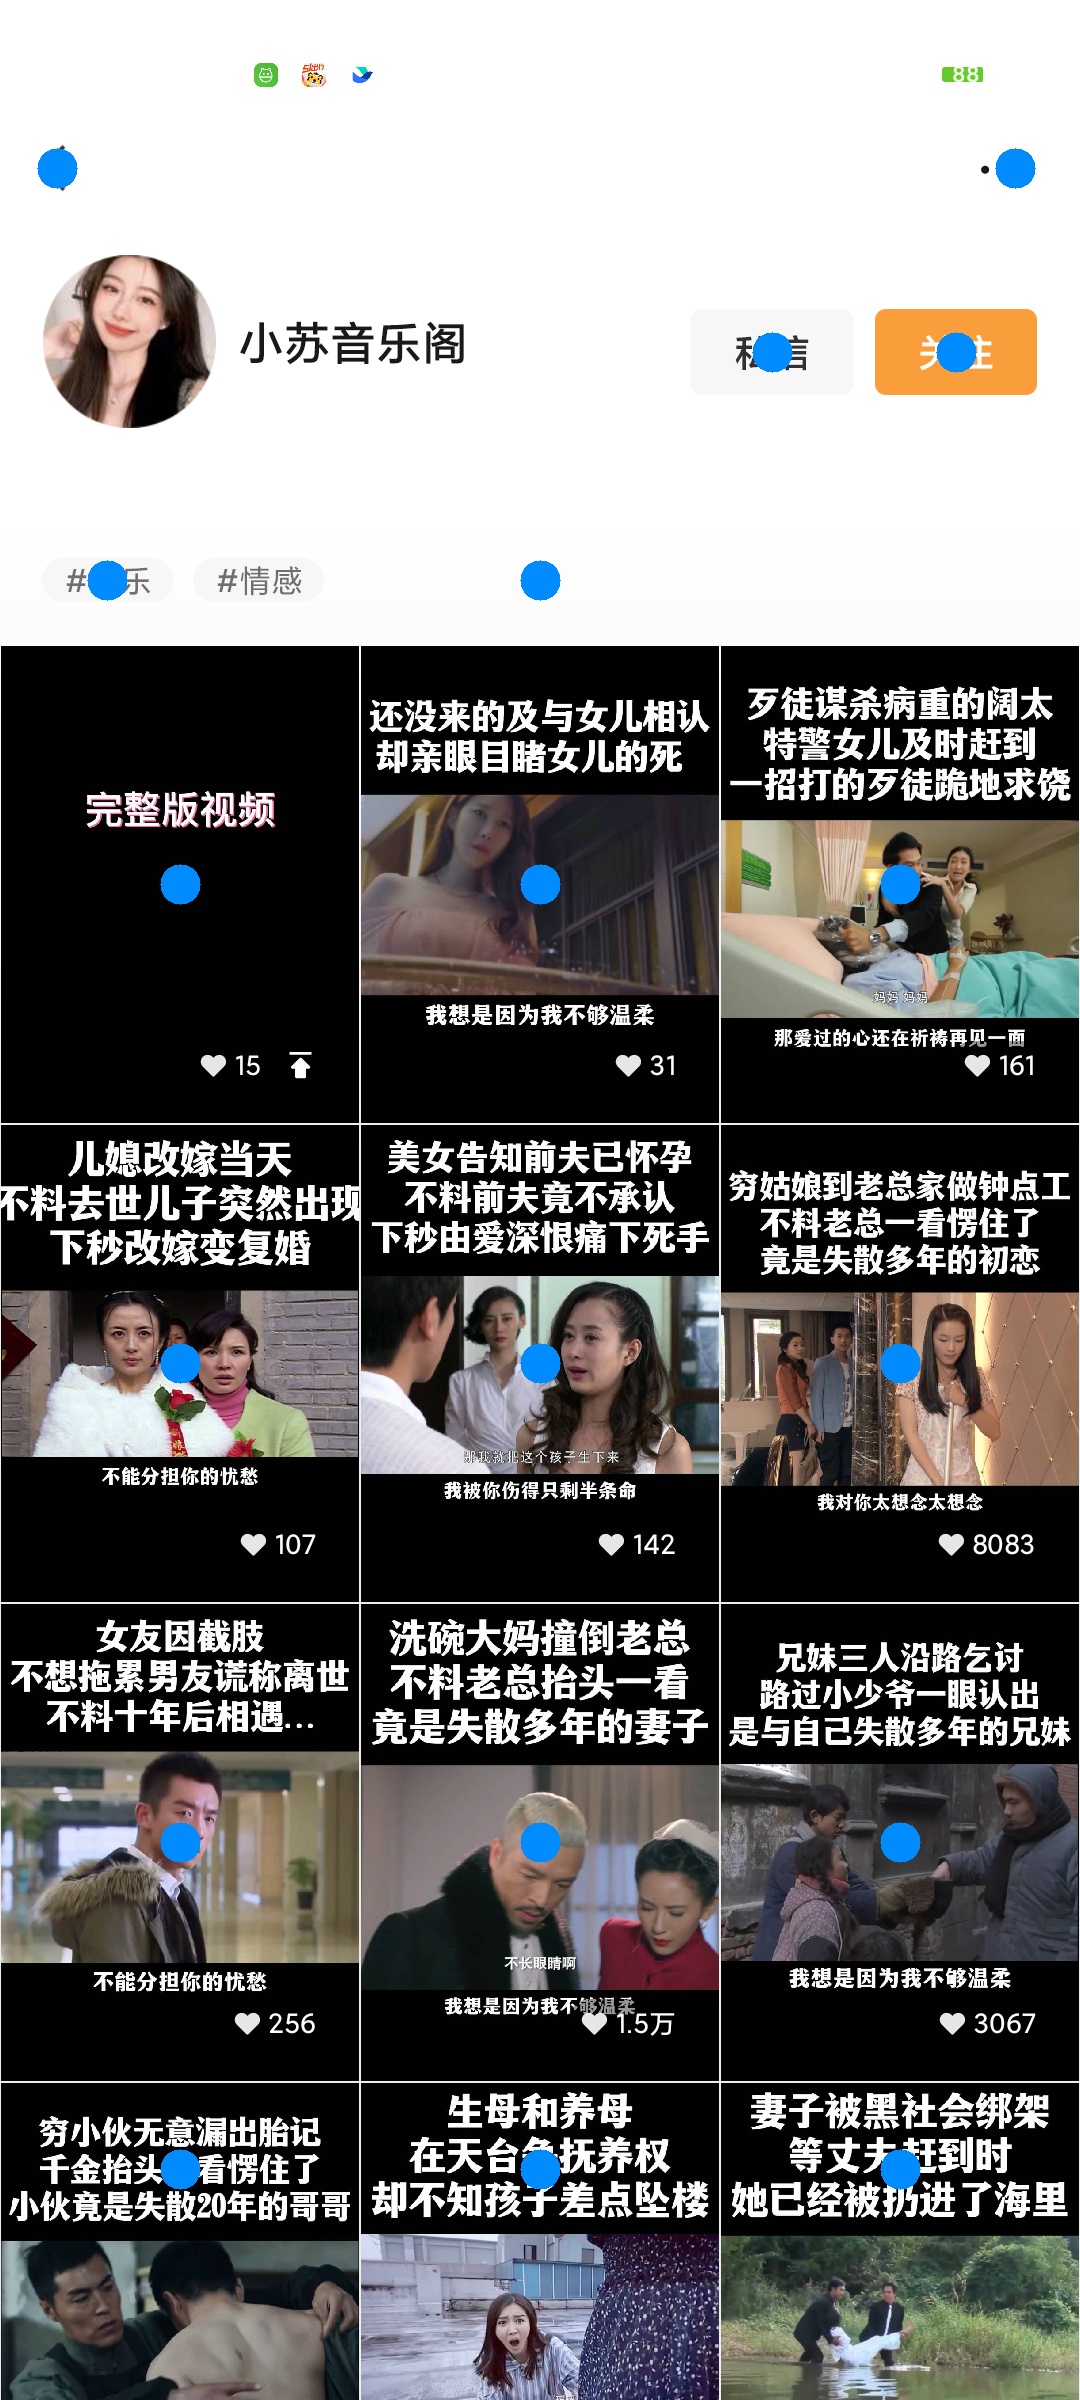 88
小苏音乐阁
#情感
完整版视频
15
还没来的及与女儿相认
却亲眼目睹女儿的死
我想是因为我不够温柔
31
歹徒谋杀病重的阔太
特警女儿及时赶到
一招打的歹徒跪地求饶
妈妈 妈妈
那爱过的心还在祈祷再见一面
161
儿媳改嫁当天
不料去世儿子突然出现
下秒改嫁变复婚
不能分担你的忧愁
107
美女告知前夫已怀孕
不料前夫竟不承认
下秒由爱深恨痛下死手
那我就把这个孩子生下来
我被你伤得只剩半条命
142
穷姑娘到老总家做钟点工
不料老总一看愣住了
竟是失散多年的初恋
我对你太想念太想念
8083
女友因截肢
不想拖累男友谎称离世
不料十年后相遇...
不能分担你的忧愁
256
洗碗大妈撞倒老总
不料老总抬头一看
竟是失散多年的妻子
不长眼睛啊
我想是因为我不够温柔
1.5万
兄妹三人沿路乞讨
路过小少爷一眼认出
是与自己失散多年的兄妹
我想是因为我不够温柔
3067
穷小伙无意漏出胎记
千金抬头 看愣住了
小伙竟是失散20年的哥哥
生母和养母
在天台 抚养权
却不知孩子差点坠楼
妻子被黑社会绑架
等丈夫赶到时
她已经被扔进了海里